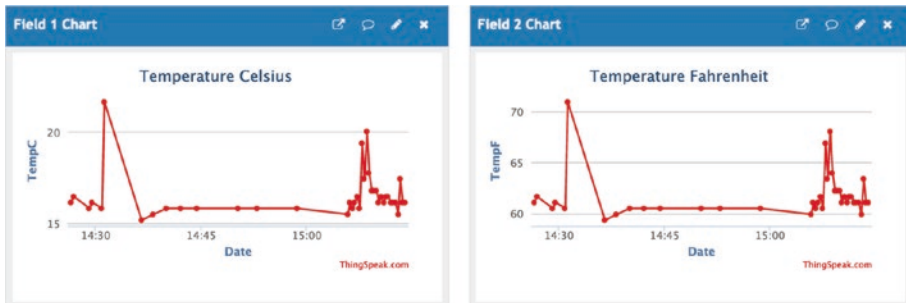 Field 1 Chart
Temperature Celsius
20
15
TempC
14:30 14:45 15:00
Date
ThingSpeak.com
Field 2 Chart
Temperature Fahrenheit
70
65
60
TempF
14:30 14:45 15:00
Date
ThingSpeak.com